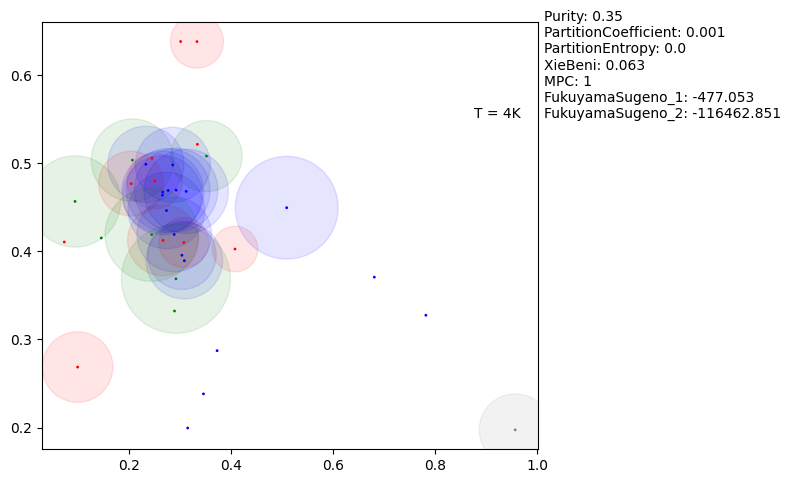 Purity: 0.35
PartitionCoefficient: 0.001
PartitionEntropy: 0.0
XieBeni: 0.063
MPC: 1
FukuyamaSugeno_1: -477.053
FukuyamaSugeno_2: -116462.851
T = 4K
0.6
0.5
0.4
0.3
0.2
0.2 0.4 0.6 0.8 1.0